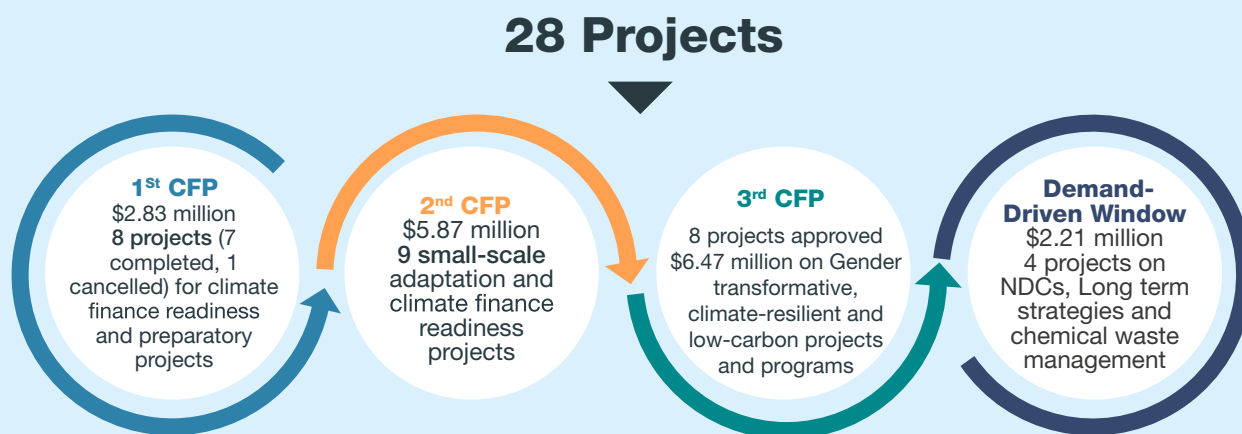 28 Projects
1St CFP
$2.83 million
8 projects (7
completed, 1
cancelled) for climate
finance readiness
and preparatory
projects
2nd CFP
$5.87 million
9 small-scale
adaptation and
climate finance
readiness
projects
3rd CFP
8 projects approved
$6.47 million on Gender
transformative,
climate-resilient and
low-carbon projects
and programs
Demand-
Driven Window
$2.21 million
4 projects on
NDCs, Long term
strategies and
chemical waste
management